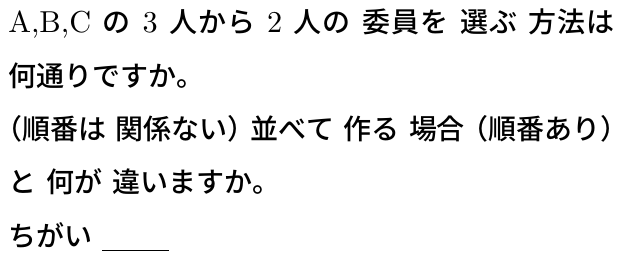 A,B,C の 3 人から 2 人の 委員を 選ぶ 方法は
何通りですか。
(順番は 関係ない) 並べて 作る 場合 (順番あり)
と 何が 違いますか。
ちがい ____